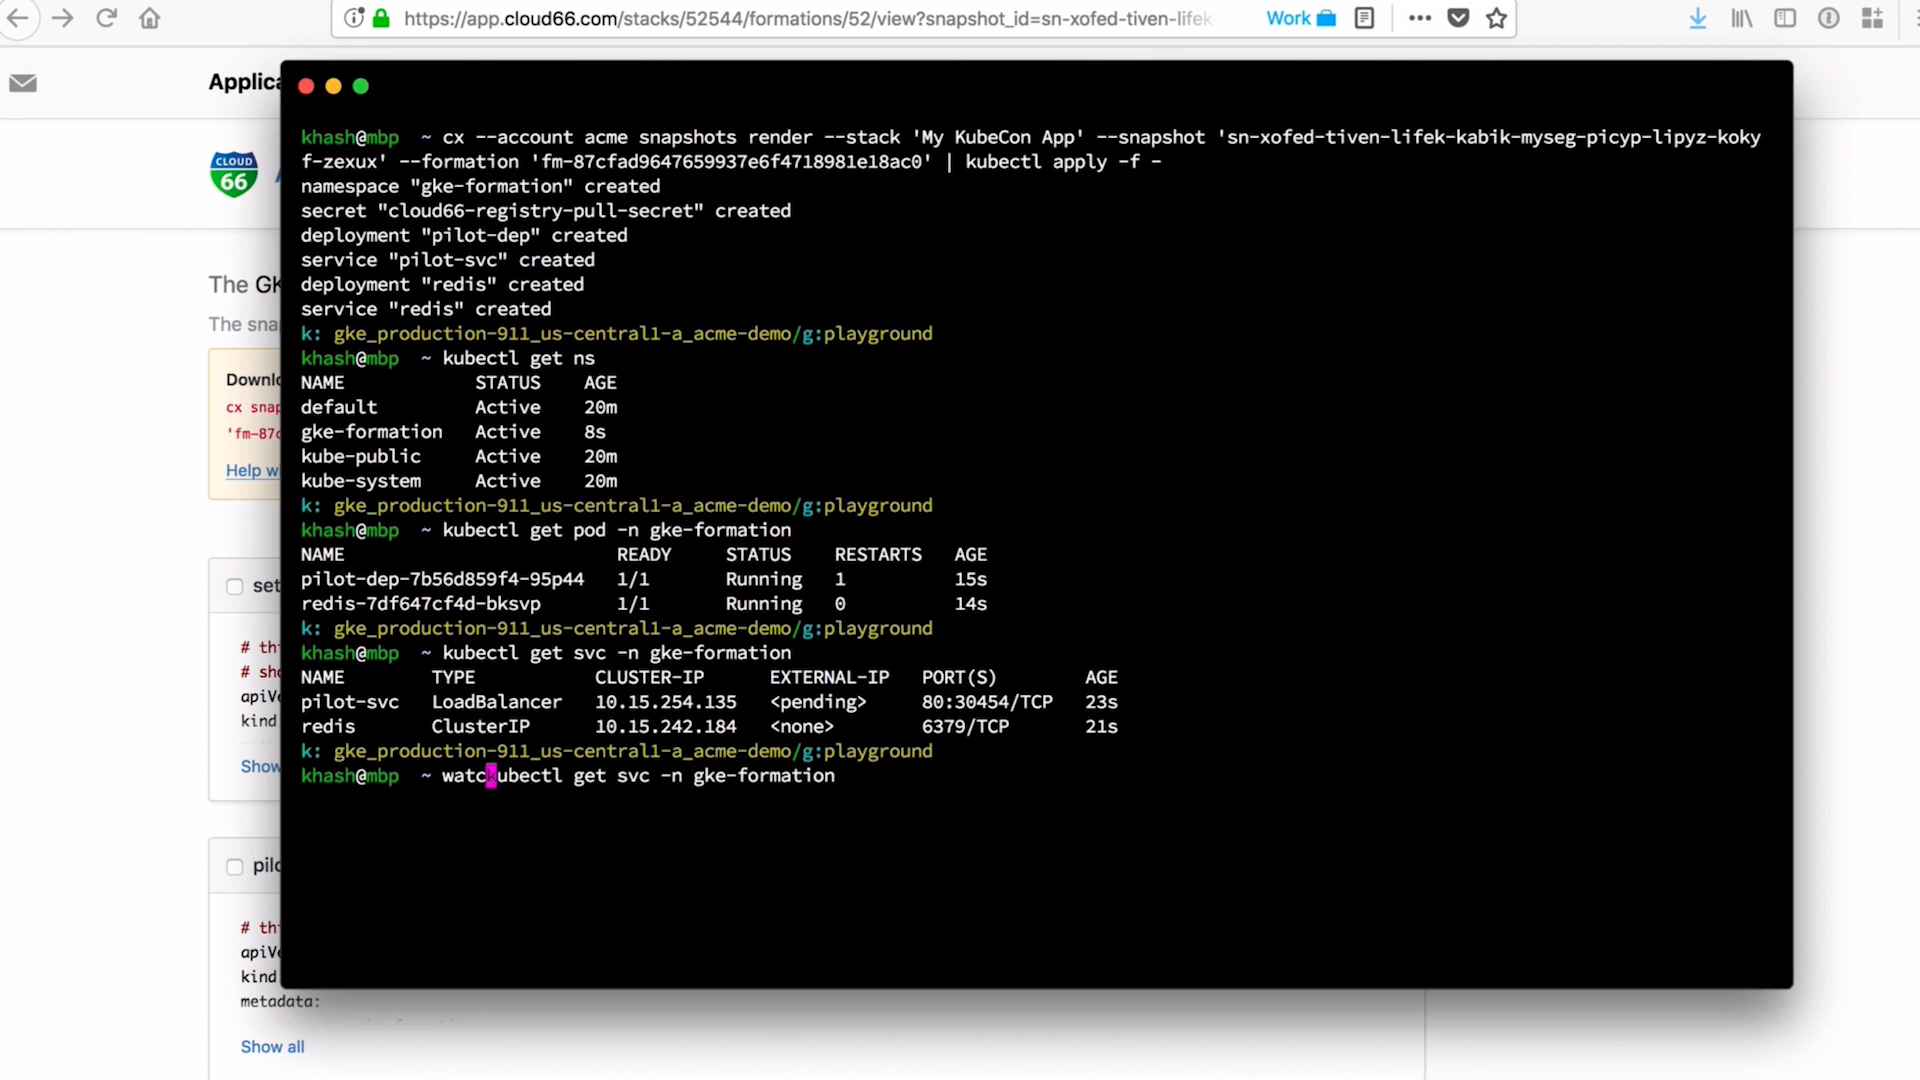 https://app.cloud66.com/stacks/52544/formations/52/view?snapshot_id=sn-xofed-tiven-lifek
Work
Applica
khash@mbp ~ cx --account acme snapshots render --stack 'My KubeCon App' --snapshot 'sn-xofed-tiven-lifek-kabik-myseg-picyp-lipyz-koky
f-zexux' --formation 'fm-87cfad9647659937e6f4718981e18ac0' | kubectl apply -f -
CLOUD
66
namespace "gke-formation" created
secret "cloud66-registry-pull-secret" created
deployment "pilot-dep" created
service "pilot-svc" created
The GK
deployment "redis" created
service "redis" created
The sna
k: gke_production-911_us-central1-a_acme-demo/g:playground
khash@mbp ~ kubectl get ns
Downlo
NAME STATUS AGE
cx snap
default Active 20m
'fm-87c
gke-formation Active 8s
kube-public Active 20m
Help w
kube-system Active 20m
k: gke_production-911_us-central1-a_acme-demo/g:playground
khash@mbp ~ kubectl get pod -n gke-formation
NAME READY STATUS RESTARTS AGE
pilot-dep-7b56d859f4-95p44 1/1 Running 1 15s
set
redis-7df647cf4d-bksvp 1/1 Running 0 14s
k: gke_production-911_us-central1-a_acme-demo/g:playground
# thi
khash@mbp ~ kubectl get svc -n gke-formation
# sho
NAME TYPE CLUSTER-IP EXTERNAL-IP PORT(S) AGE
apiVe
pilot-svc LoadBalancer 10.15.254.135 <pending> 80:30454/TCP 23s
kind:
redis ClusterIP 10.15.242.184 <none> 6379/TCP 21s
k: gke_production-911_us-central1-a_acme-demo/g:playground
Show
khash@mbp ~ watckubectl get svc -n gke-formation
pilo
# thi
apiVe
kind:
metadata:
Show all